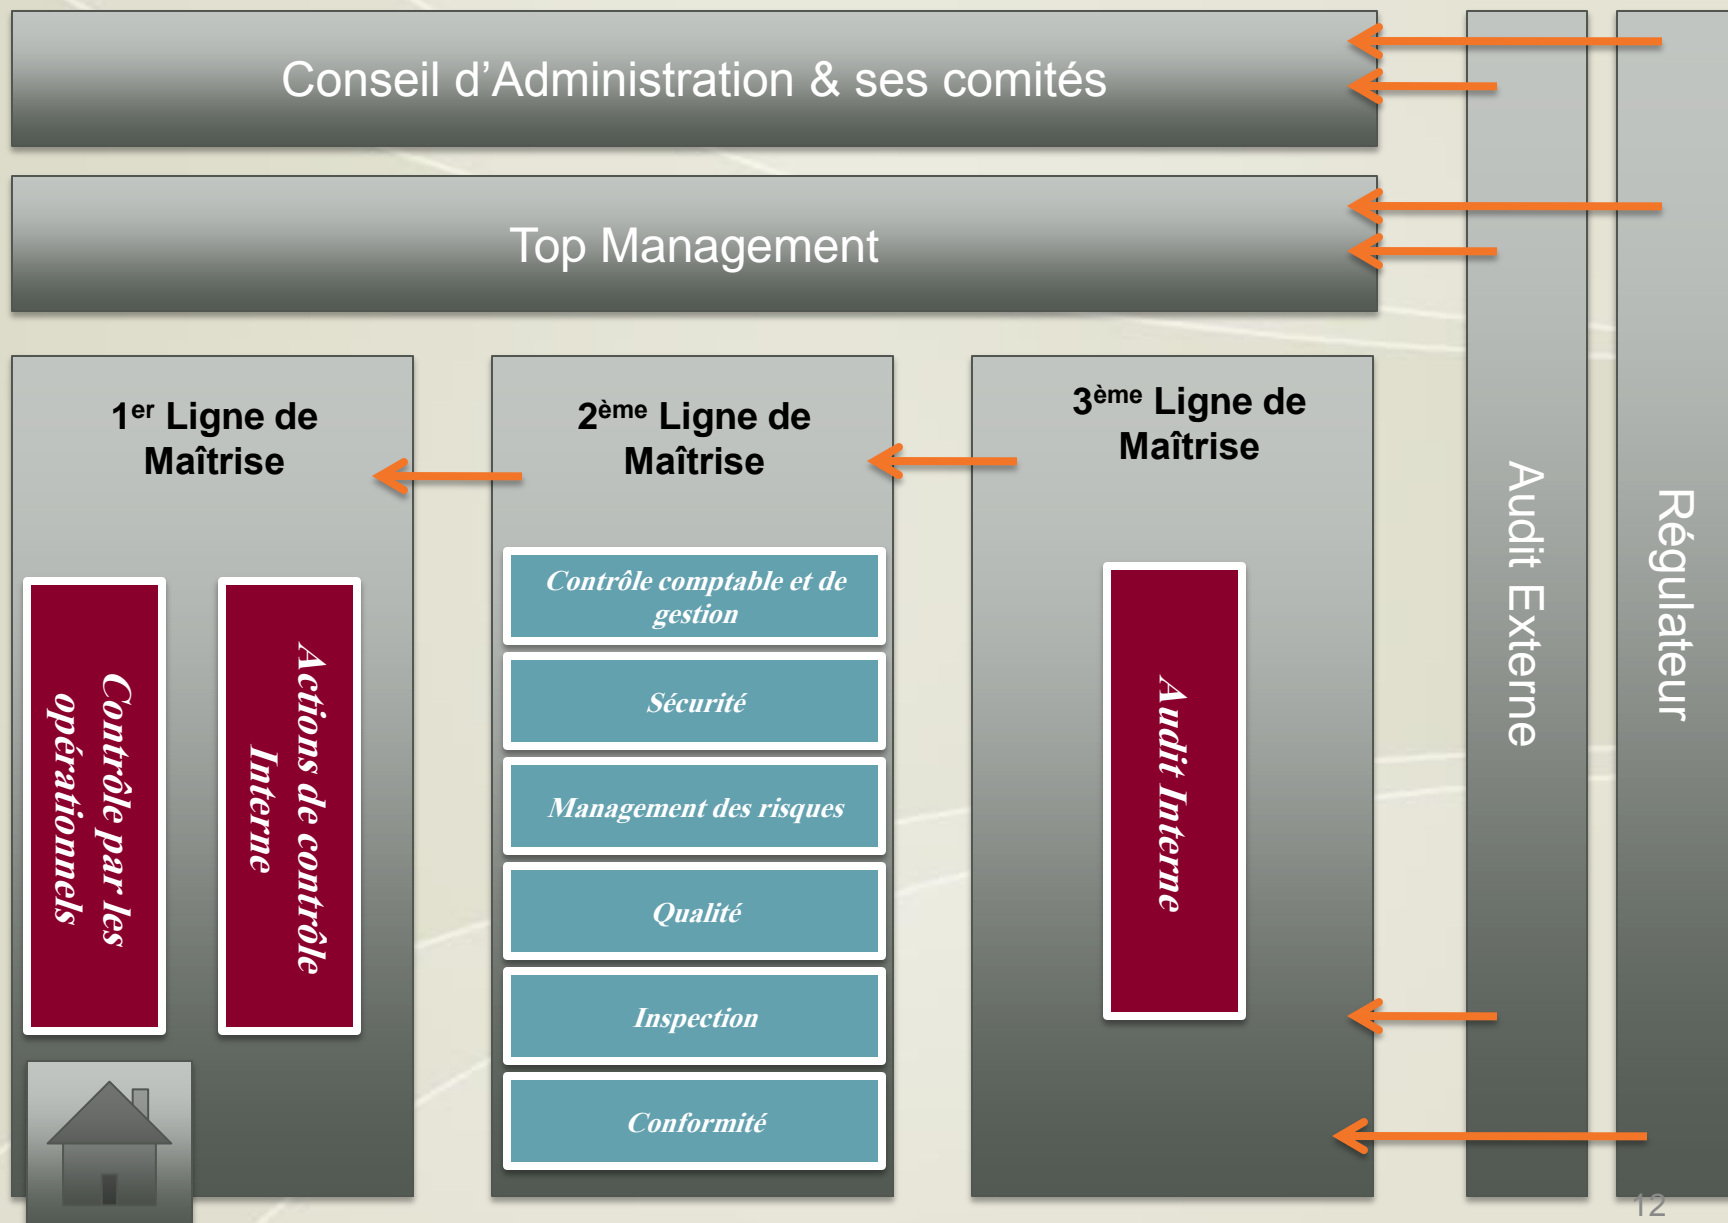 Conseil d’Administration & ses comités
Top Management
1er Ligne de
Maîtrise
Contrôle par les
opérationnels
Actions de contrôle
Interne
2ème Ligne de
Maîtrise
Contrôle comptable et de
gestion
Sécurité
Management des risques
Qualité
Inspection
Conformité
3ème Ligne de
Maîtrise
Audit Interne
Audit Externe
Régulateur
12